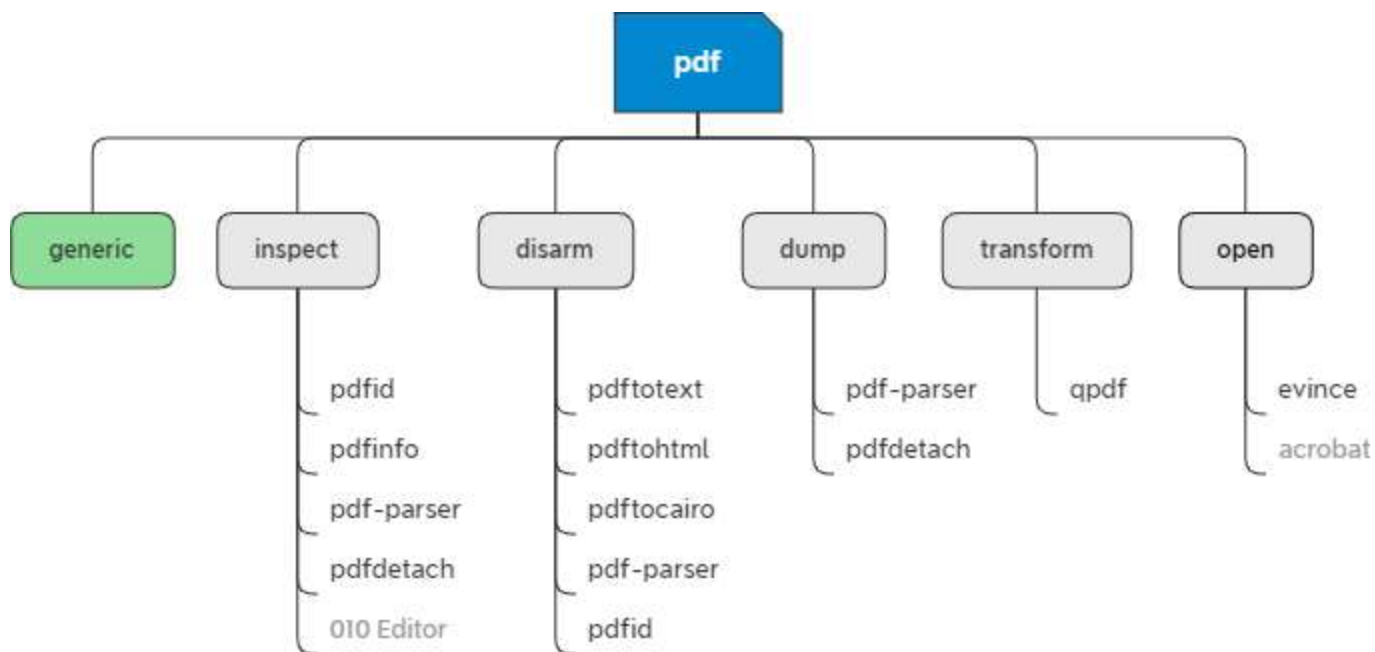 pdf
generic
inspect
disarm
dump
transform
open
pdfid
pdfinfo
pdf-parser
pdfdetach
010 Editor
pdftotext
pdftohtml
pdftocairo
pdf-parser
pdfid
pdf-parser
pdfdetach
qpdf
evince
acrobat